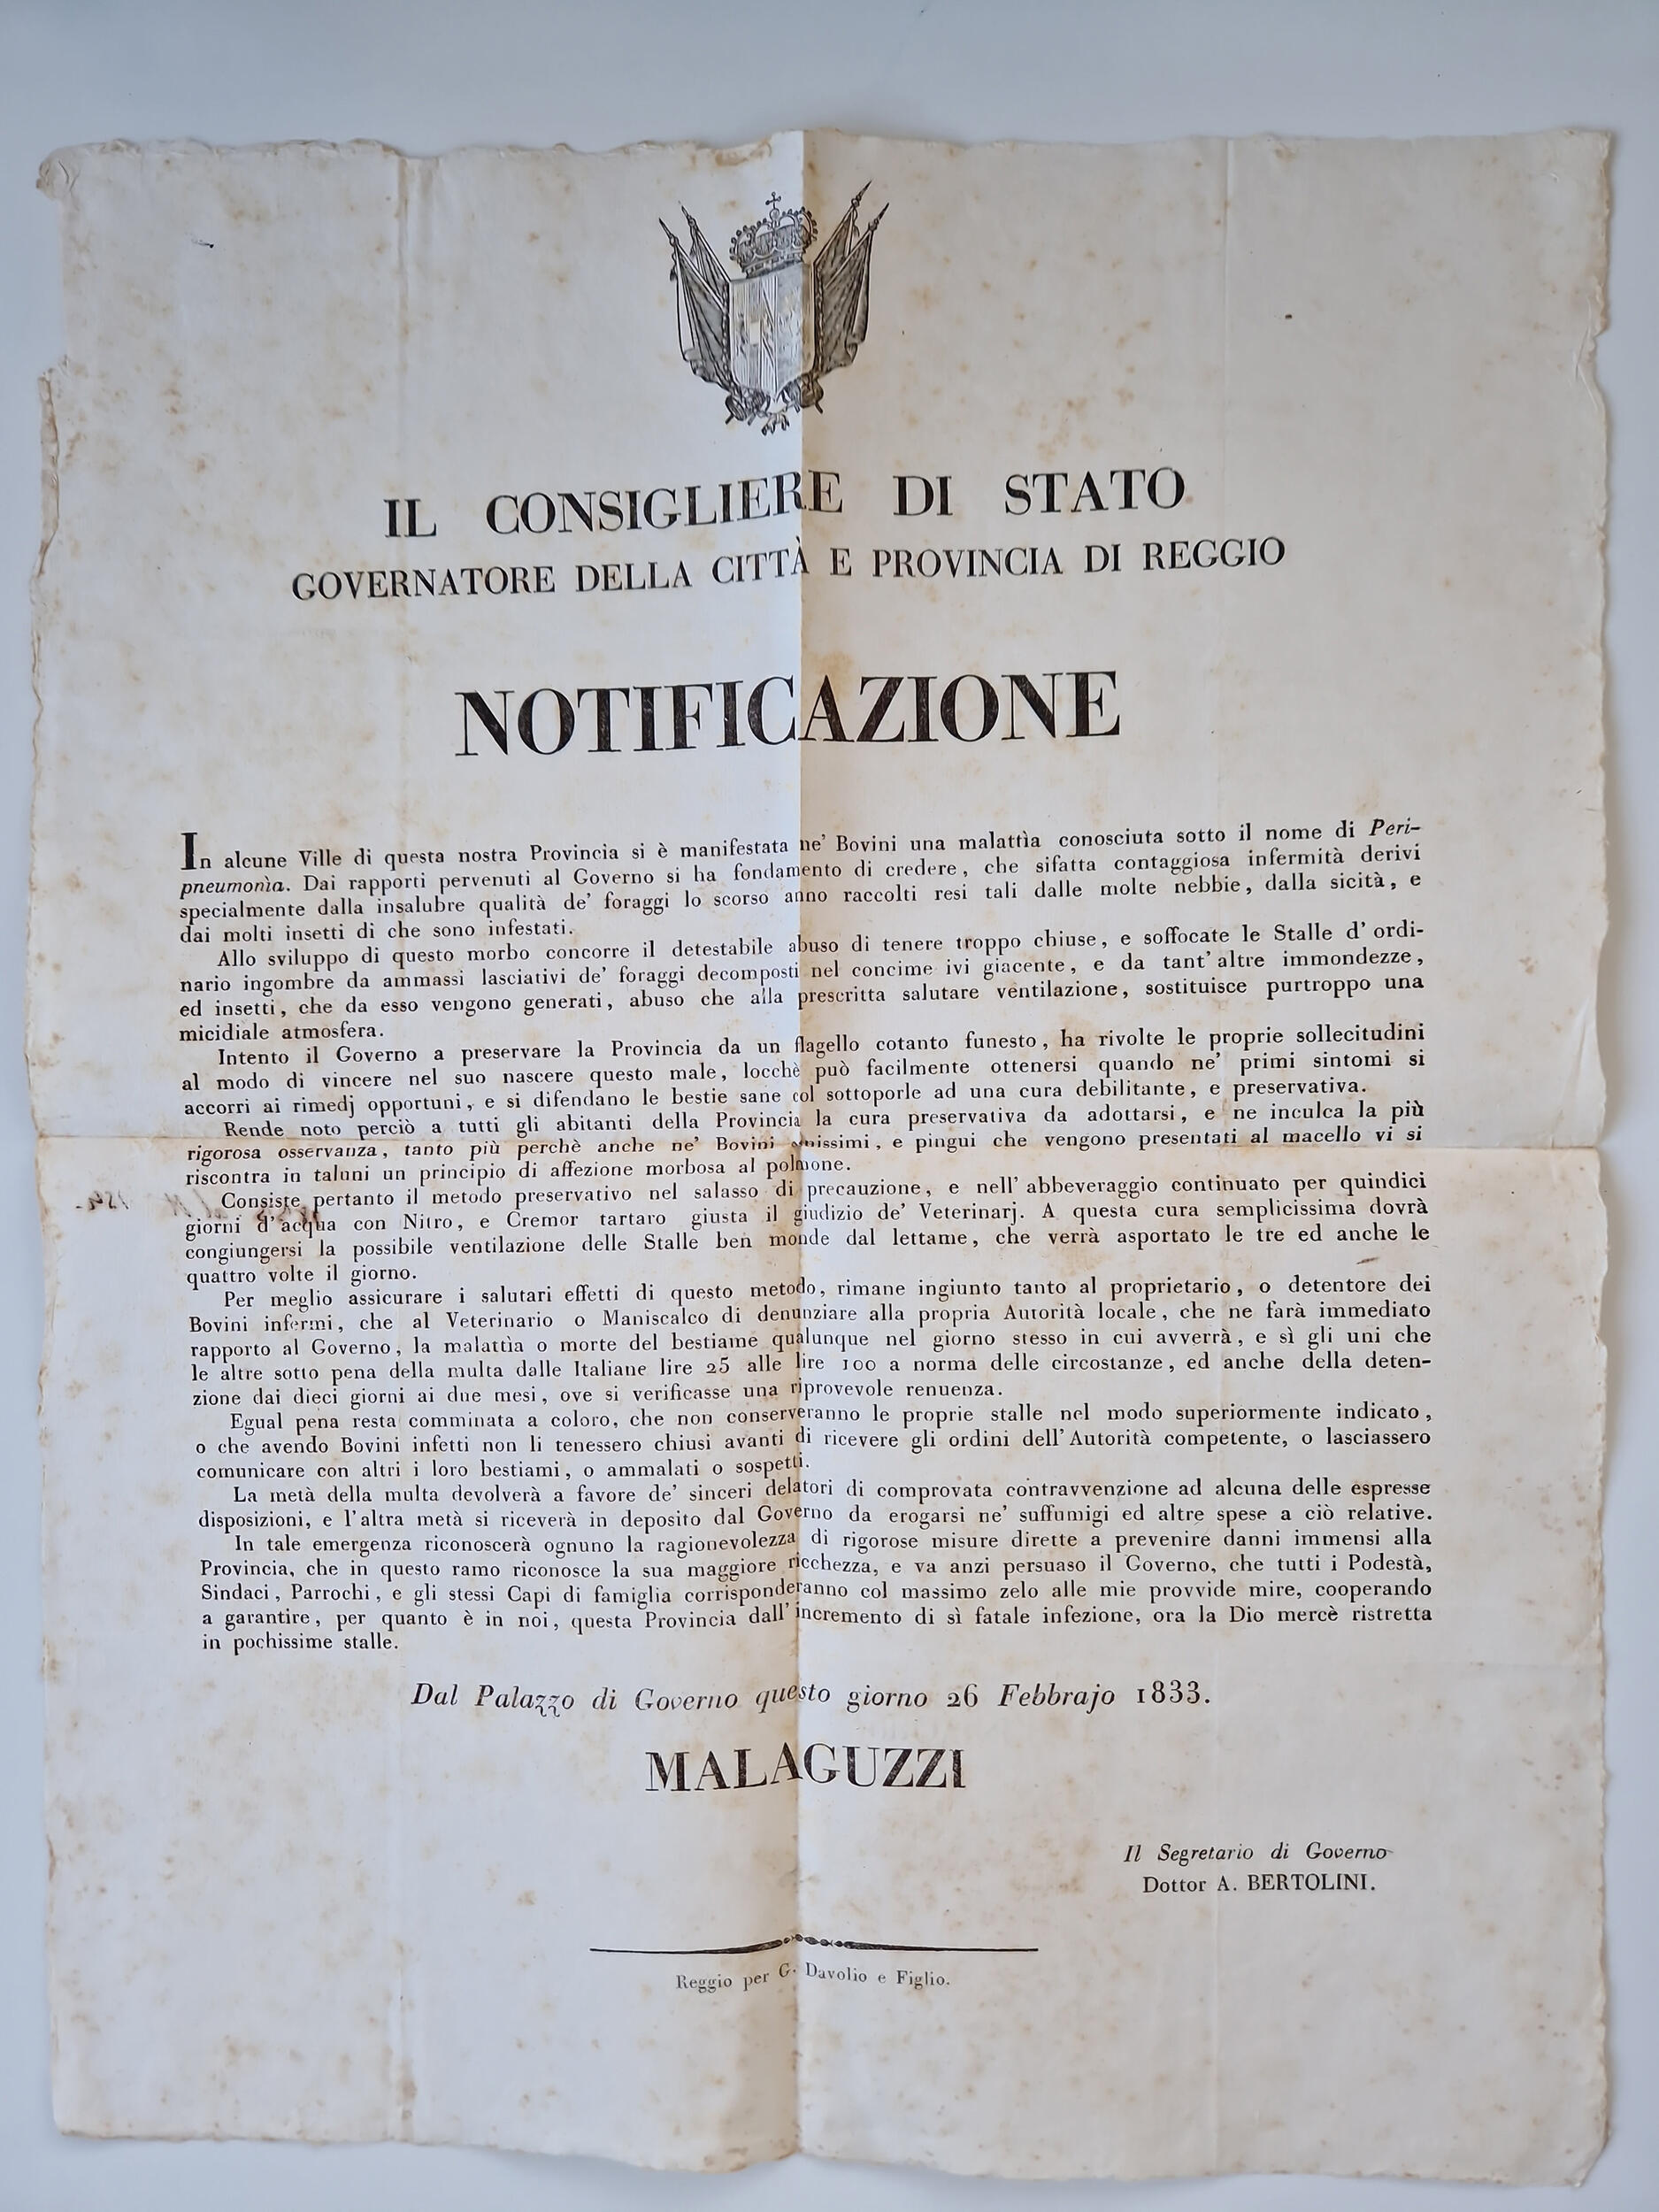 IL CONSIGLIERE DI STATO
GOVERNATORE DELLA CITTÀ E PROVINCIA DI REGGIO
NOTIFICAZIONE
In alcune Ville di questa nostra Provincia si è manifestata ne' Bovini una malattìa conosciuta sotto il nome di Peri-
pneumonìa. Dai rapporti pervenuti al Governo si ha fondamento di credere, che sifatta contaggiosa infermità derivi
specialmente dalla insalubre qualità de' foraggi lo scorso anno raccolti resi tali dalle molte nebbie, dalla sicità, e
dai molti insetti di che sono infestati.
Allo sviluppo di questo morbo concorre il detestabile abuso di tenere troppo chiuse, e soffocate le Stalle d'ordi-
nario ingombre da ammassi lasciativi de' foraggi decomposti nel concime ivi giacente, e da tant'altre immondezze,
ed insetti, che da esso vengono generati, abuso che alla prescritta salutare ventilazione, sostituisce purtroppo una
micidiale atmosfera.
Intento il Governo a preservare la Provincia da un flagello cotanto funesto, ha rivolte le proprie sollecitudini
al modo di vincere nel suo nascere questo male, locchè può facilmente ottenersi quando ne' primi sintomi si
accorri ai rimedj opportuni, e si difendano le bestie sane col sottoporle ad una cura debilitante, e preservativa.
Rende noto perciò a tutti gli abitanti della Provincia la cura preservativa da adottarsi, e ne inculca la più
rigorosa osservanza, tanto più perchè anche ne' Bovini e pingui che vengono presentati al macello vi si
riscontra in taluni un principio di affezione morbosa al polmone.
Consiste pertanto il metodo preservativo nel salasso di precauzione, e nell'abbeveraggio continuato per quindici
giorni d'acqua con Nitro, e Cremor tartaro giusta il giudizio de' Veterinarj. A questa cura semplicissima dovrà
congiungersi la possibile ventilazione delle Stalle ben monde dal lettame, che verrà asportato le tre ed anche le
quattro volte il giorno.
Per meglio assicurare i salutari effetti di questo metodo, rimane ingiunto tanto al proprietario, o detentore dei
Bovini infermi, che al Veterinario o Maniscalco di denunziare alla propria Autorità locale, che ne farà immediato
rapporto al Governo, la malattìa o morte del bestiame qualunque nel giorno stesso in cui avverrà, e sì gli uni che
le altre sotto pena della multa dalle Italiane lire 25 alle lire 100 a norma delle circostanze, ed anche della deten-
zione dai dieci giorni ai due mesi, ove si verificasse una riprovevole renuenza.
Egual pena resta comminata a coloro, che non conserveranno le proprie stalle nel modo superiormente indicato,
o che avendo Bovini infetti non li tenessero chiusi avanti di ricevere gli ordini dell'Autorità competente, o lasciassero
comunicare con altri i loro bestiami, o ammalati o sospetti.
La metà della multa devolverà a favore de' sinceri delatori di comprovata contravvenzione ad alcuna delle espresse
disposizioni, e l'altra metà si riceverà in deposito dal Governo da erogarsi ne' suffumigi ed altre spese a ciò relative.
In tale emergenza riconoscerà ognuno la ragionevolezza di rigorose misure dirette a prevenire danni immensi alla
Provincia, che in questo ramo riconosce la sua maggiore ricchezza, e va anzi persuaso il Governo, che tutti i Podestà,
Sindaci, Parrochi, e gli stessi Capi di famiglia corrisponderanno col massimo zelo alle mie provvide mire, cooperando
a garantire, per quanto è in noi, questa Provincia dall'incremento di sì fatale infezione, ora la Dio mercè ristretta
in pochissime stalle.
Dal Palazzo di Governo questo giorno 26 Febbrajo 1833.
MALAGUZZI
Il Segretario di Governo
Dottor A. BERTOLINI.
Reggio per G. Davolio e Figlio.